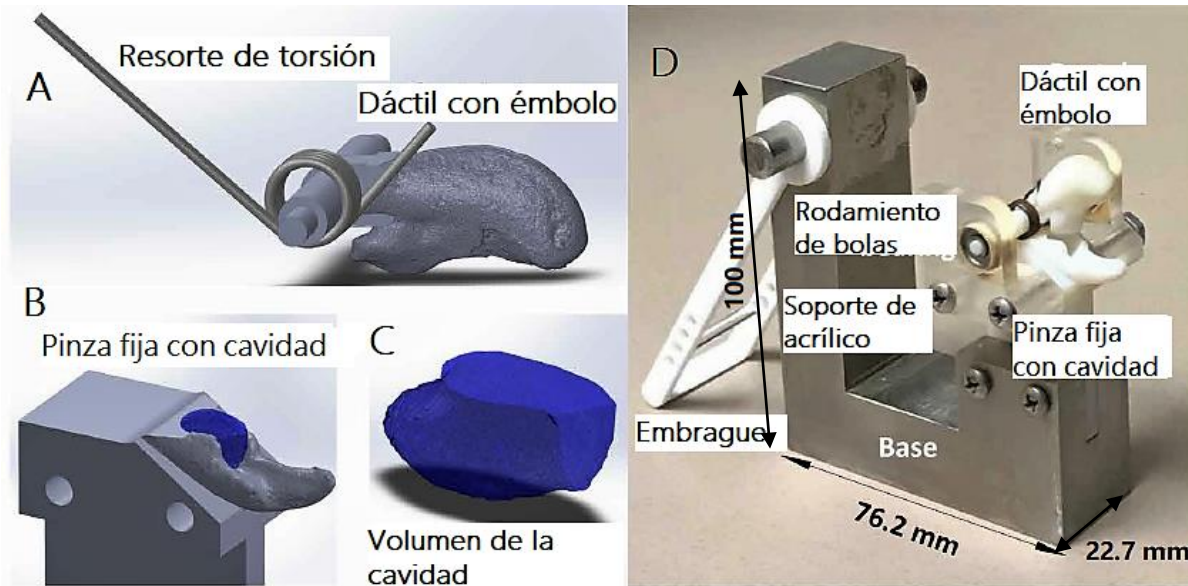 A
Resorte de torsión
Dáctil con émbolo
B
Pinza fija con cavidad
C
Volumen de la
cavidad
D
Dáctil con
émbolo
Rodamiento
de bolas
100 mm
Soporte de
acrílico
Pinza fija
con cavidad
Embrague
Base
76.2 mm
22.7 mm